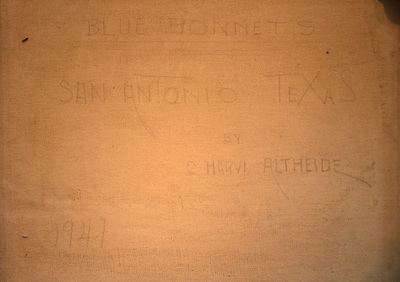 BLUE BONNETS
SAN ANTONIO TEXAS
BY
ALTHEIDE
1947